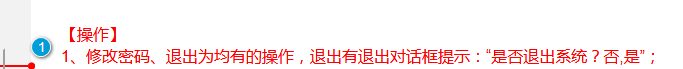 【操作】
1
1、修改密码、退出为均有的操作，退出有退出对话框提示：“是否退出系统？否,是”；